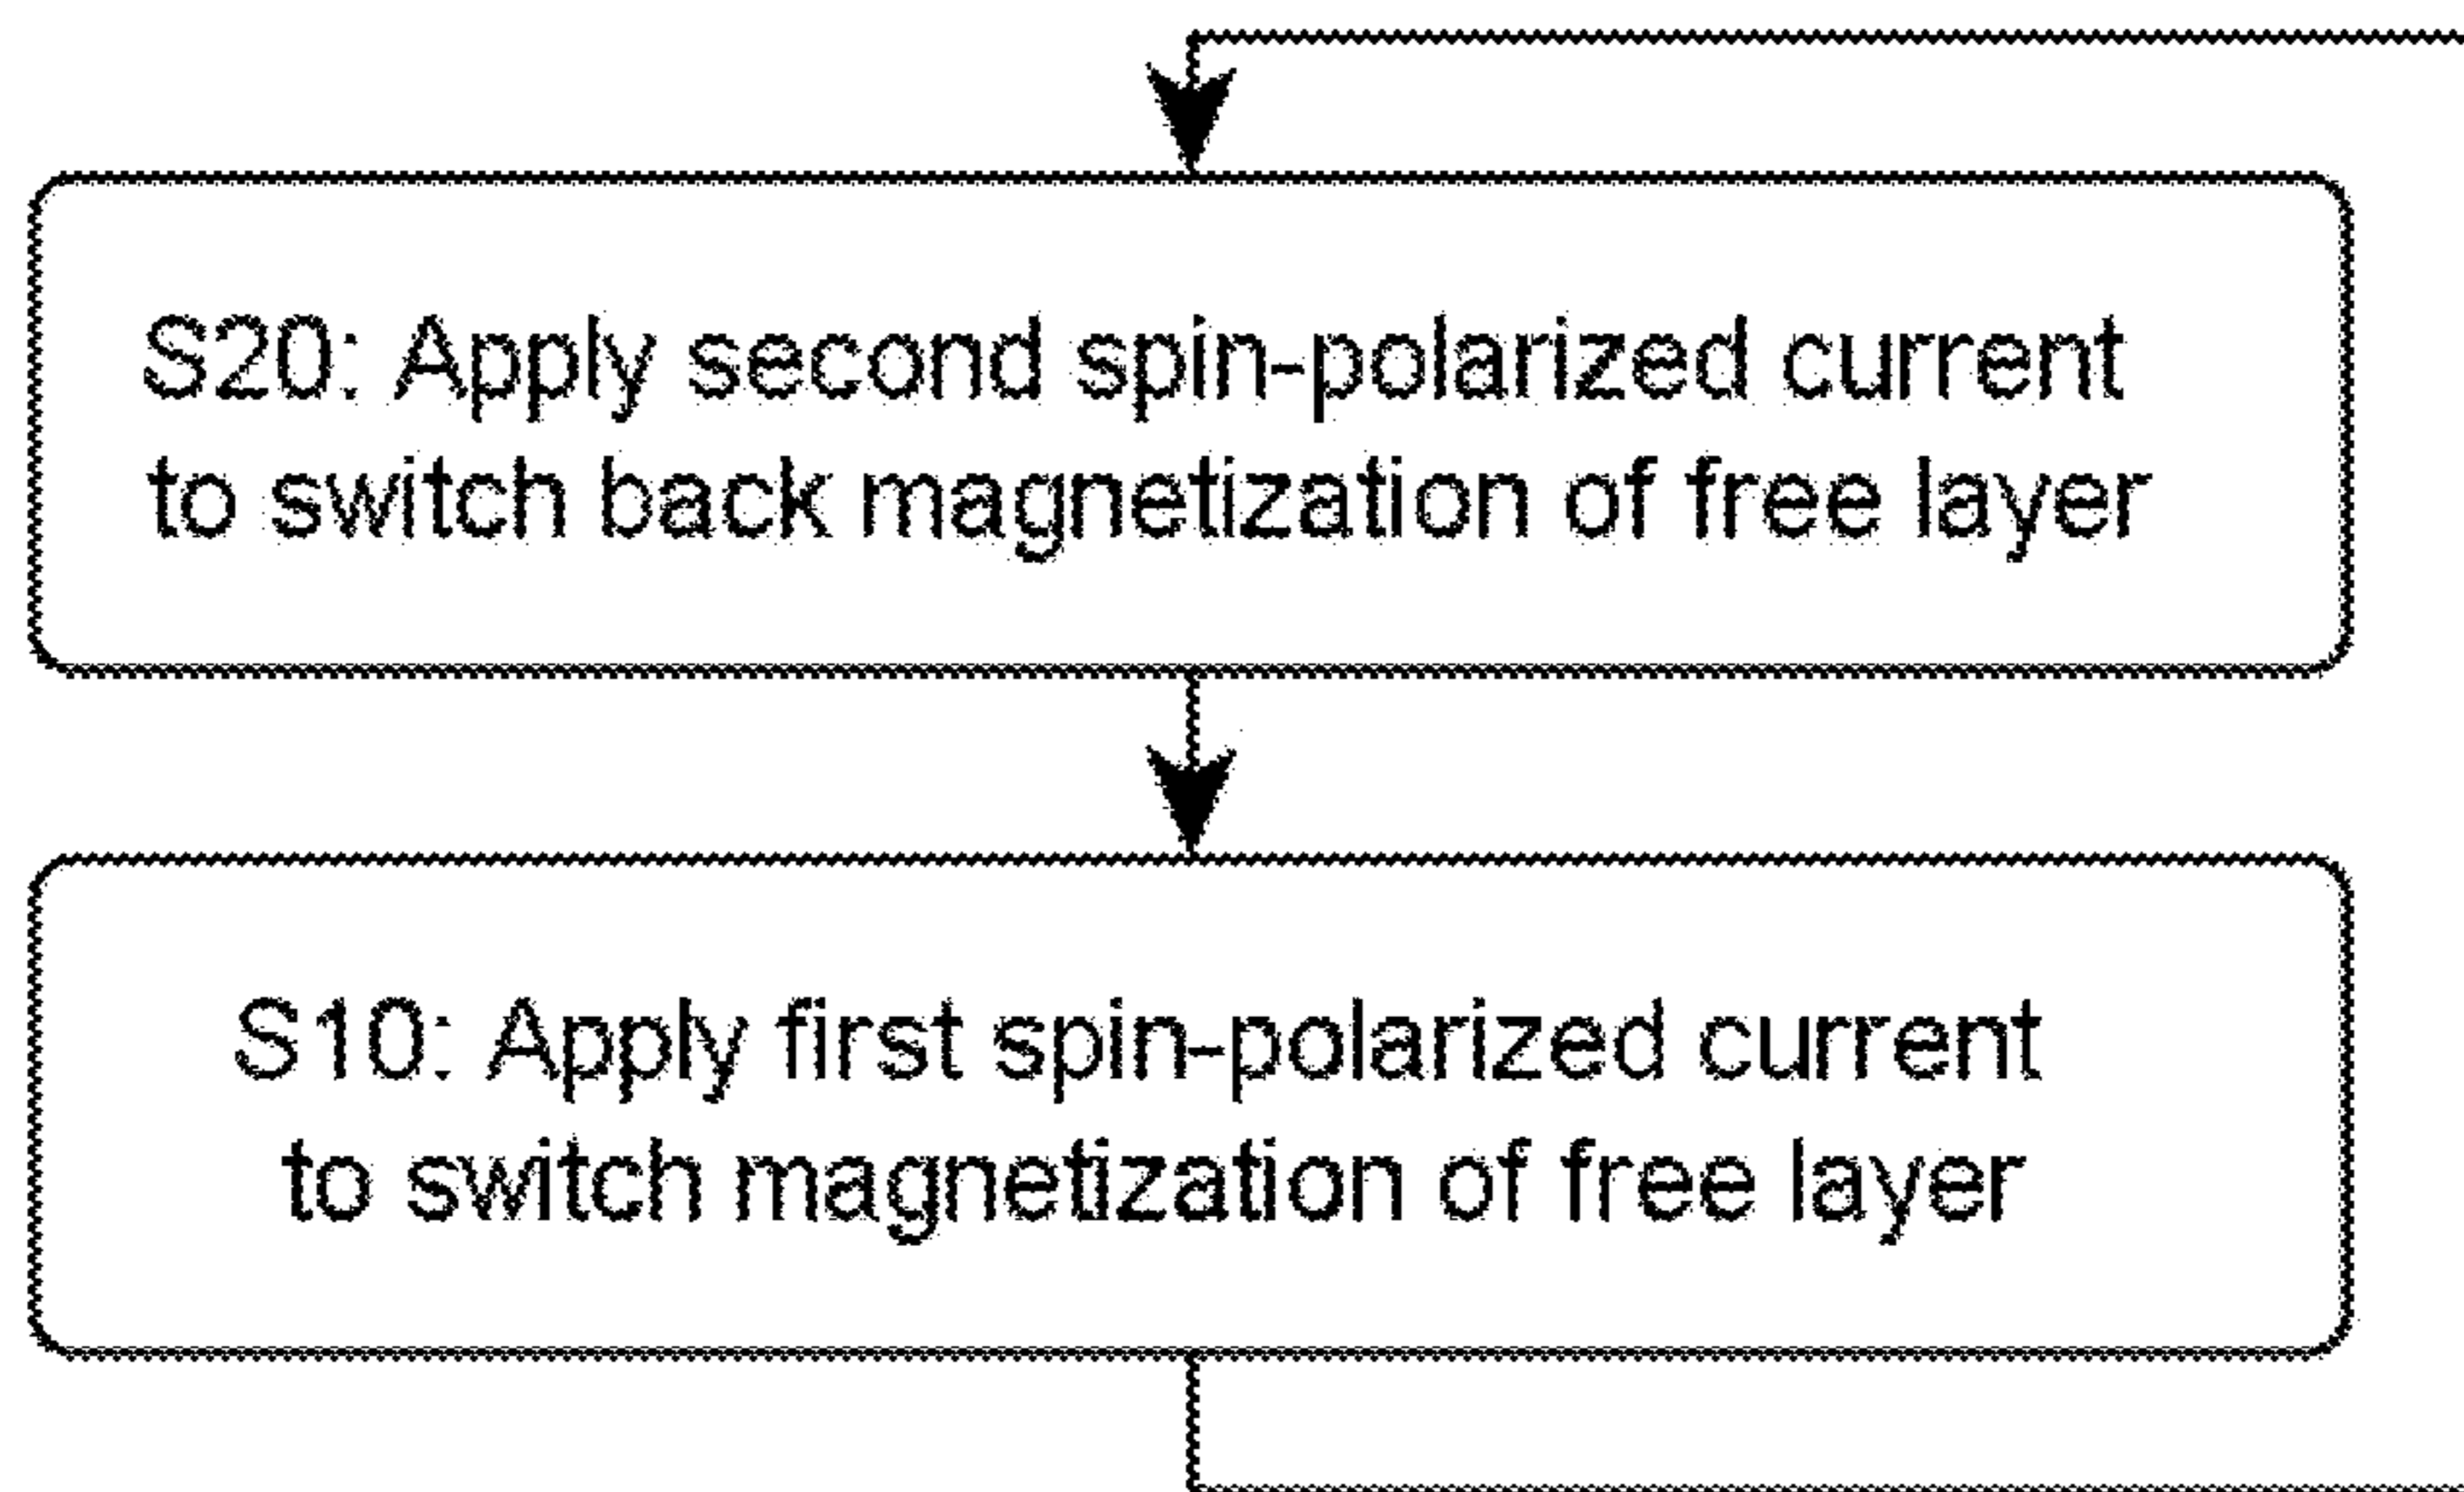 S20: Apply second spin-polarized current
to switch back magnetization of free layer
S10: Apply first spin-polarized current
to switch magnetization of free layer